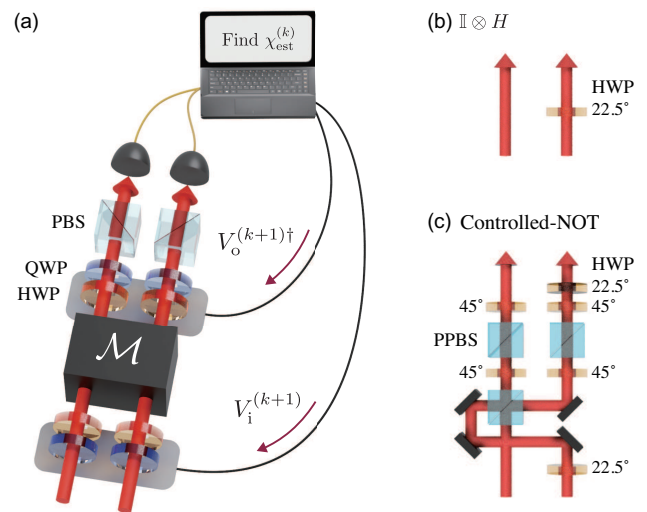 (a)
Find χ_est^(k)
PBS
QWP
HWP
V_o^(k+1)†
ℳ
V_i^(k+1)
(b) 𝕀 ⊗ H
HWP
22.5°
(c) Controlled-NOT
HWP
22.5°
45° 45°
PPBS
45° 45°
22.5°